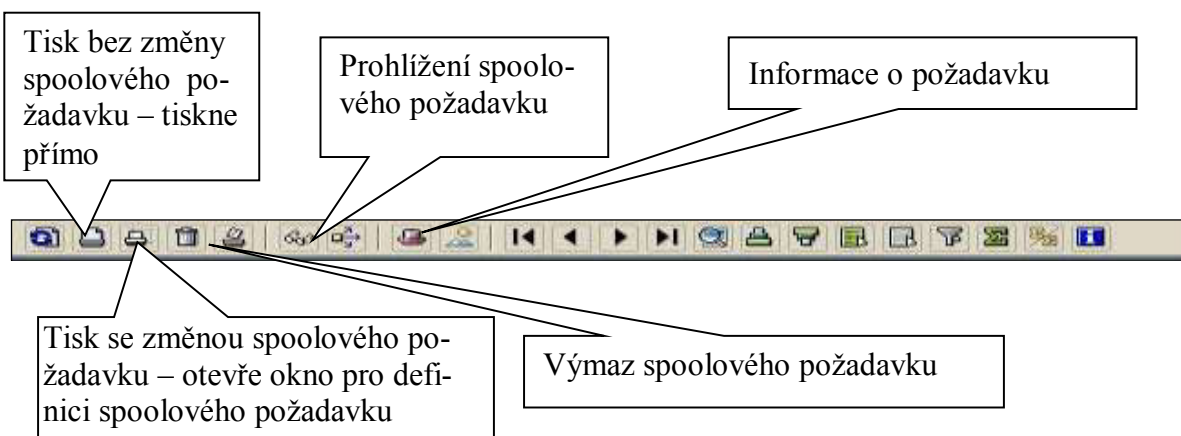 Tisk bez změny
spoolového po-
žadavku – tiskne
přímo
Prohlížení spoolo-
vého požadavku
Informace o požadavku
Tisk se změnou spoolového po-
žadavku – otevře okno pro defi-
nici spoolového požadavku
Výmaz spoolového požadavku